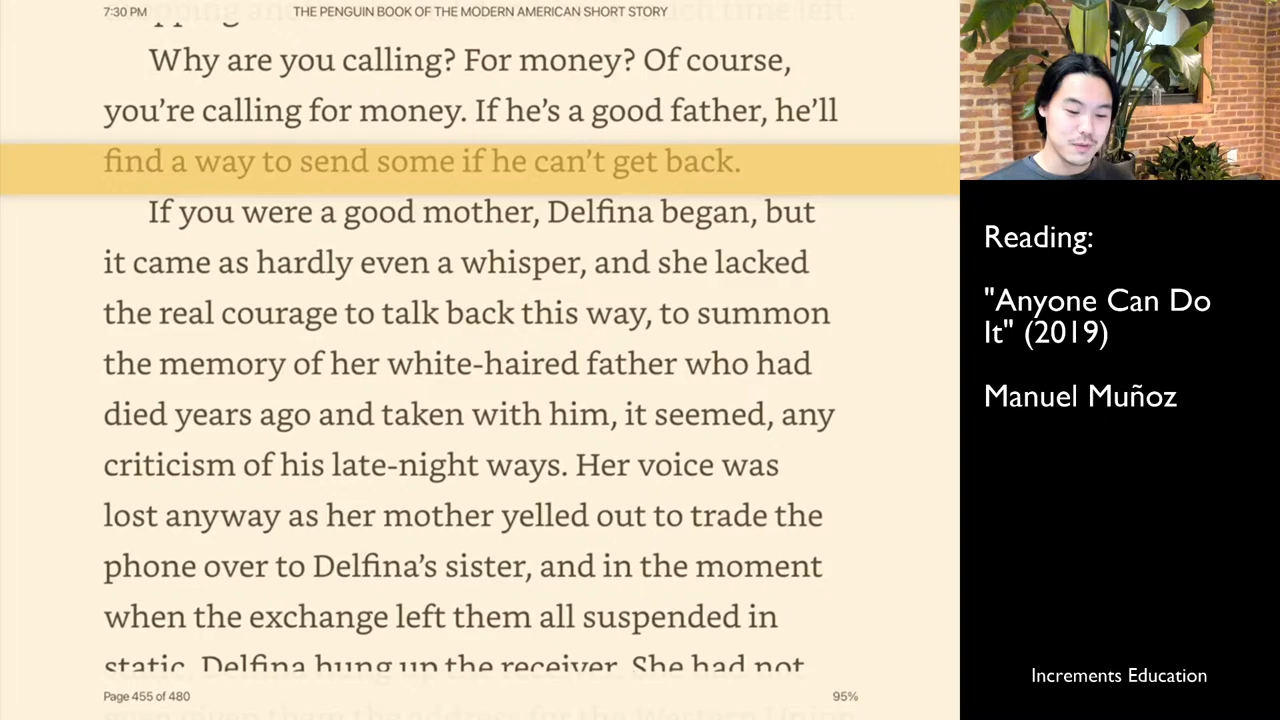 7:30 PM
THE PENGUIN BOOK OF THE MODERN AMERICAN SHORT STORY
Why are you calling? For money? Of course,
you’re calling for money. If he’s a good father, he’ll
find a way to send some if he can’t get back.
If you were a good mother, Delfina began, but
it came as hardly even a whisper, and she lacked
the real courage to talk back this way, to summon
the memory of her white-haired father who had
died years ago and taken with him, it seemed, any
criticism of his late-night ways. Her voice was
lost anyway as her mother yelled out to trade the
phone over to Delfina’s sister, and in the moment
when the exchange left them all suspended in
static, Delfina hung up the receiver. She had not
Page 455 of 480
95%
Reading:
"Anyone Can Do
It" (2019)
Manuel Muñoz
Increments Education